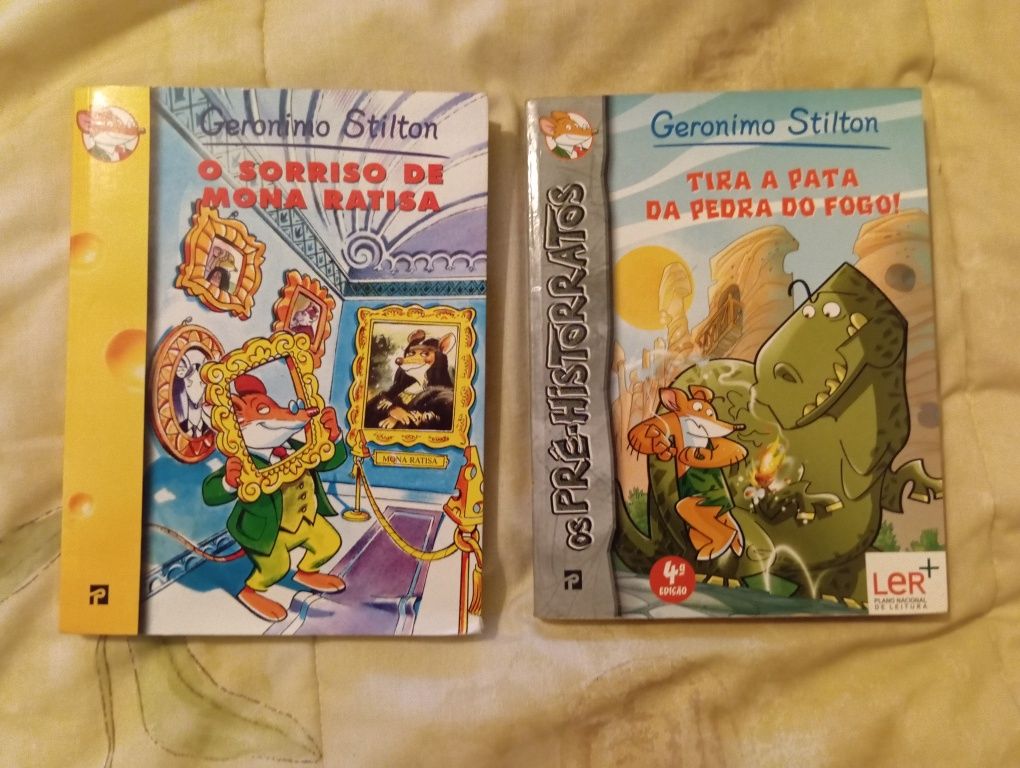 Geronimo Stilton
O SORRISO DE
MONA RATISA
MONA RATISA
Geronimo Stilton
TIRA A PATA
DA PEDRA DO FOGO!
OS PRÉ-HISTORRATOS
4ª
EDIÇÃO
LeR+
PLANO NACIONAL
DE LEITURA